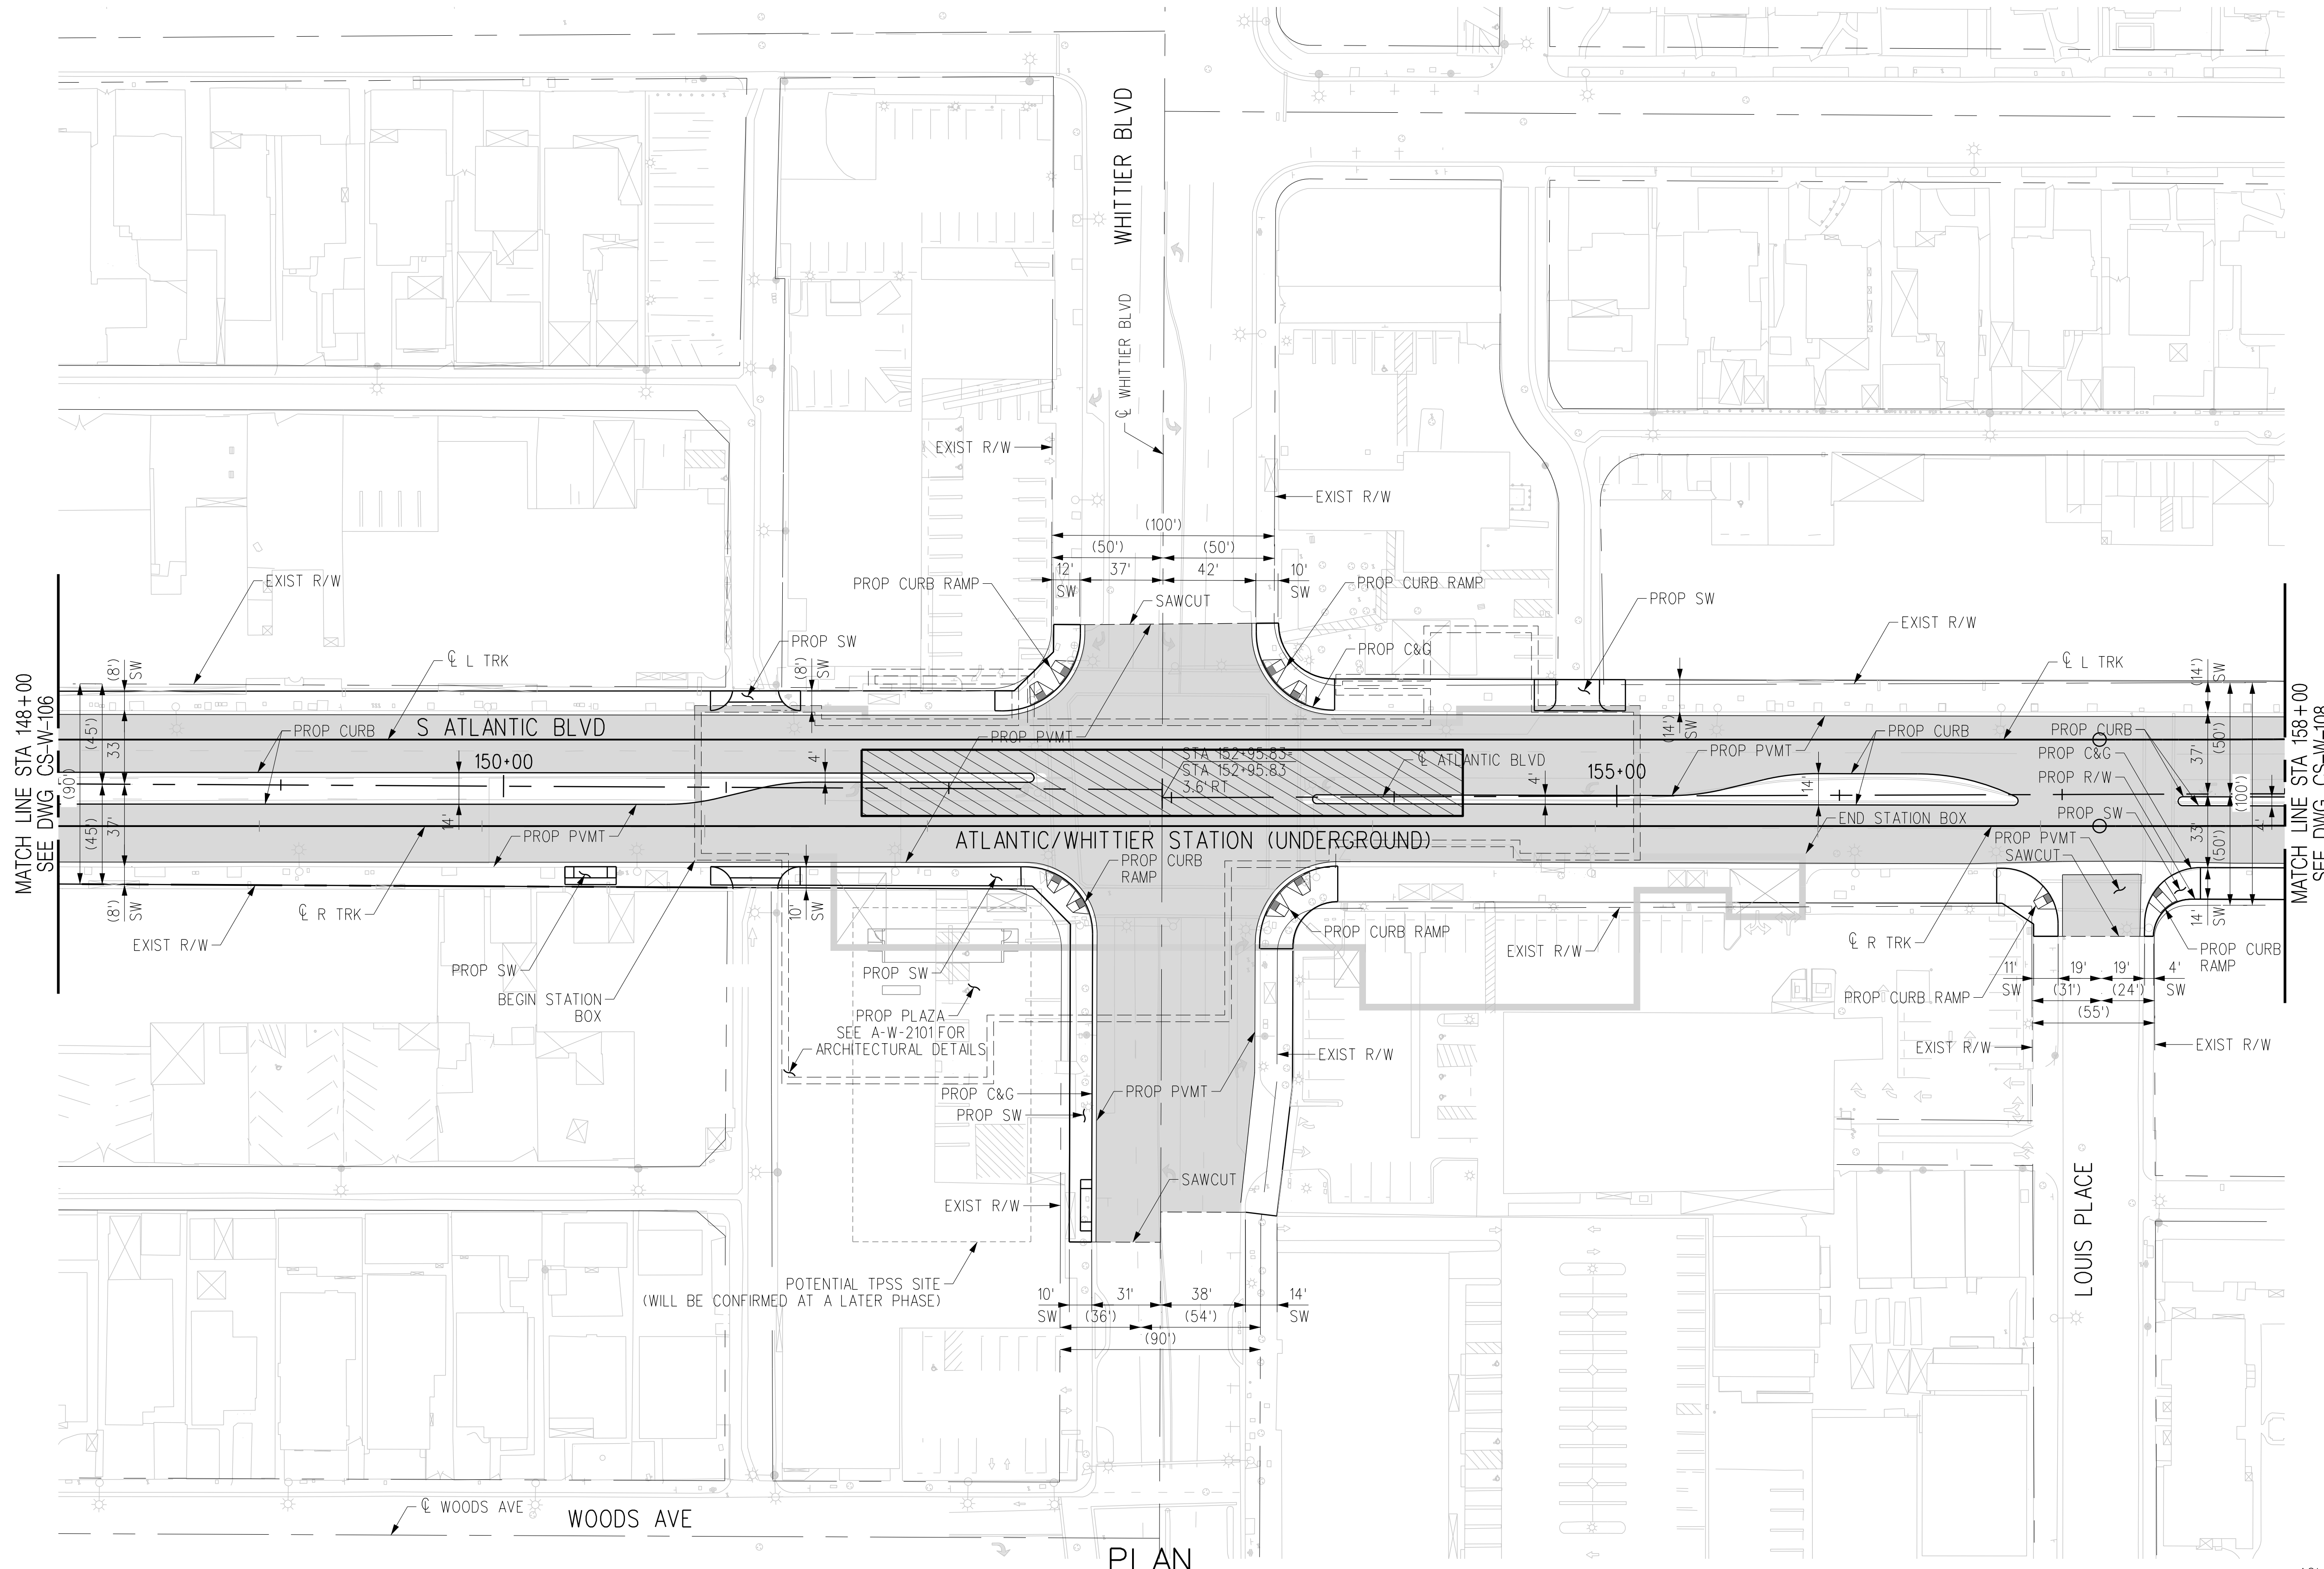 WHITTIER BLVD
℄ WHITTIER BLVD
EXIST R/W
EXIST R/W
(100')
(50')
(50')
12'
SW
37'
42'
10'
SW
PROP CURB RAMP
PROP CURB RAMP
SAWCUT
EXIST R/W
PROP SW
PROP SW
EXIST R/W
PROP C&G
℄ L TRK
℄ L TRK
MATCH LINE STA 148+00
SEE DWG CS-W-106
(8')
SW
(45')
33'
(90')
(45')
37'
(8')
SW
(8')
SW
S ATLANTIC BLVD
PROP CURB
PROP PVMT
150+00
14'
4'
STA 152+95.83=
STA 152+95.83
3.6' RT
℄ ATLANTIC BLVD
4'
155+00
(14')
SW
PROP PVMT
PROP CURB
14'
PROP CURB
PROP C&G
PROP R/W
PROP SW
PROP PVMT
SAWCUT
END STATION BOX
(14')
SW
37'
(50')
(100')
33'
(50')
4'
14'
SW
MATCH LINE STA 158+00
SEE DWG CS-W-108
ATLANTIC/WHITTIER STATION (UNDERGROUND)
PROP PVMT
PROP CURB
RAMP
℄ R TRK
EXIST R/W
PROP SW
10'
SW
PROP SW
BEGIN STATION
BOX
PROP PLAZA
SEE A-W-2101 FOR
ARCHITECTURAL DETAILS
PROP CURB RAMP
EXIST R/W
℄ R TRK
PROP CURB
RAMP
PROP CURB RAMP
11'
SW
19'
19'
4'
SW
(31')
(24')
(55')
EXIST R/W
EXIST R/W
EXIST R/W
PROP C&G
PROP SW
PROP PVMT
SAWCUT
EXIST R/W
LOUIS PLACE
POTENTIAL TPSS SITE
(WILL BE CONFIRMED AT A LATER PHASE)
10'
SW
31'
38'
14'
SW
(36')
(54')
(90')
℄ WOODS AVE
WOODS AVE
PLAN